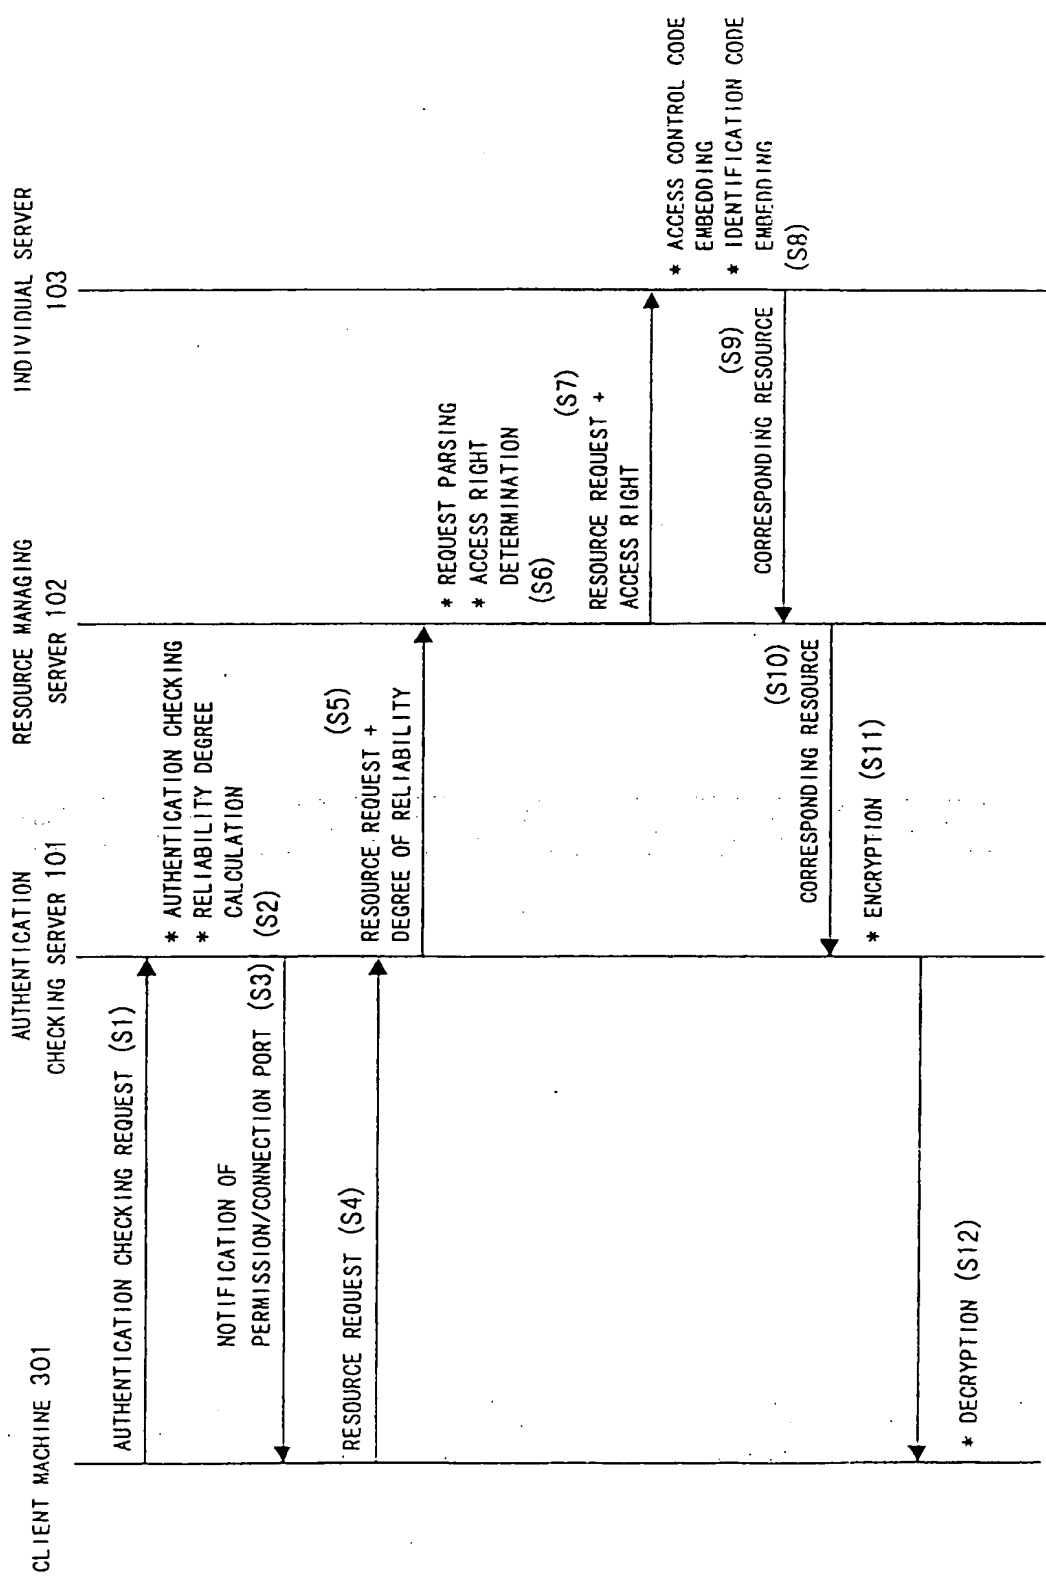 CLIENT MACHINE 301
AUTHENTICATION
CHECKING SERVER 101
RESOURCE MANAGING
SERVER 102
INDIVIDUAL SERVER
103
AUTHENTICATION CHECKING REQUEST (S1)
* AUTHENTICATION CHECKING
* RELIABILITY DEGREE
CALCULATION
(S2)
NOTIFICATION OF
PERMISSION/CONNECTION PORT (S3)
RESOURCE REQUEST (S4)
(S5)
RESOURCE REQUEST +
DEGREE OF RELIABILITY
* REQUEST PARSING
* ACCESS RIGHT
DETERMINATION
(S6)
(S7)
RESOURCE REQUEST +
ACCESS RIGHT
* ACCESS CONTROL CODE
EMBEDDING
* IDENTIFICATION CODE
EMBEDDING
(S8)
(S9)
CORRESPONDING RESOURCE
(S10)
CORRESPONDING RESOURCE
* ENCRYPTION (S11)
* DECRYPTION (S12)